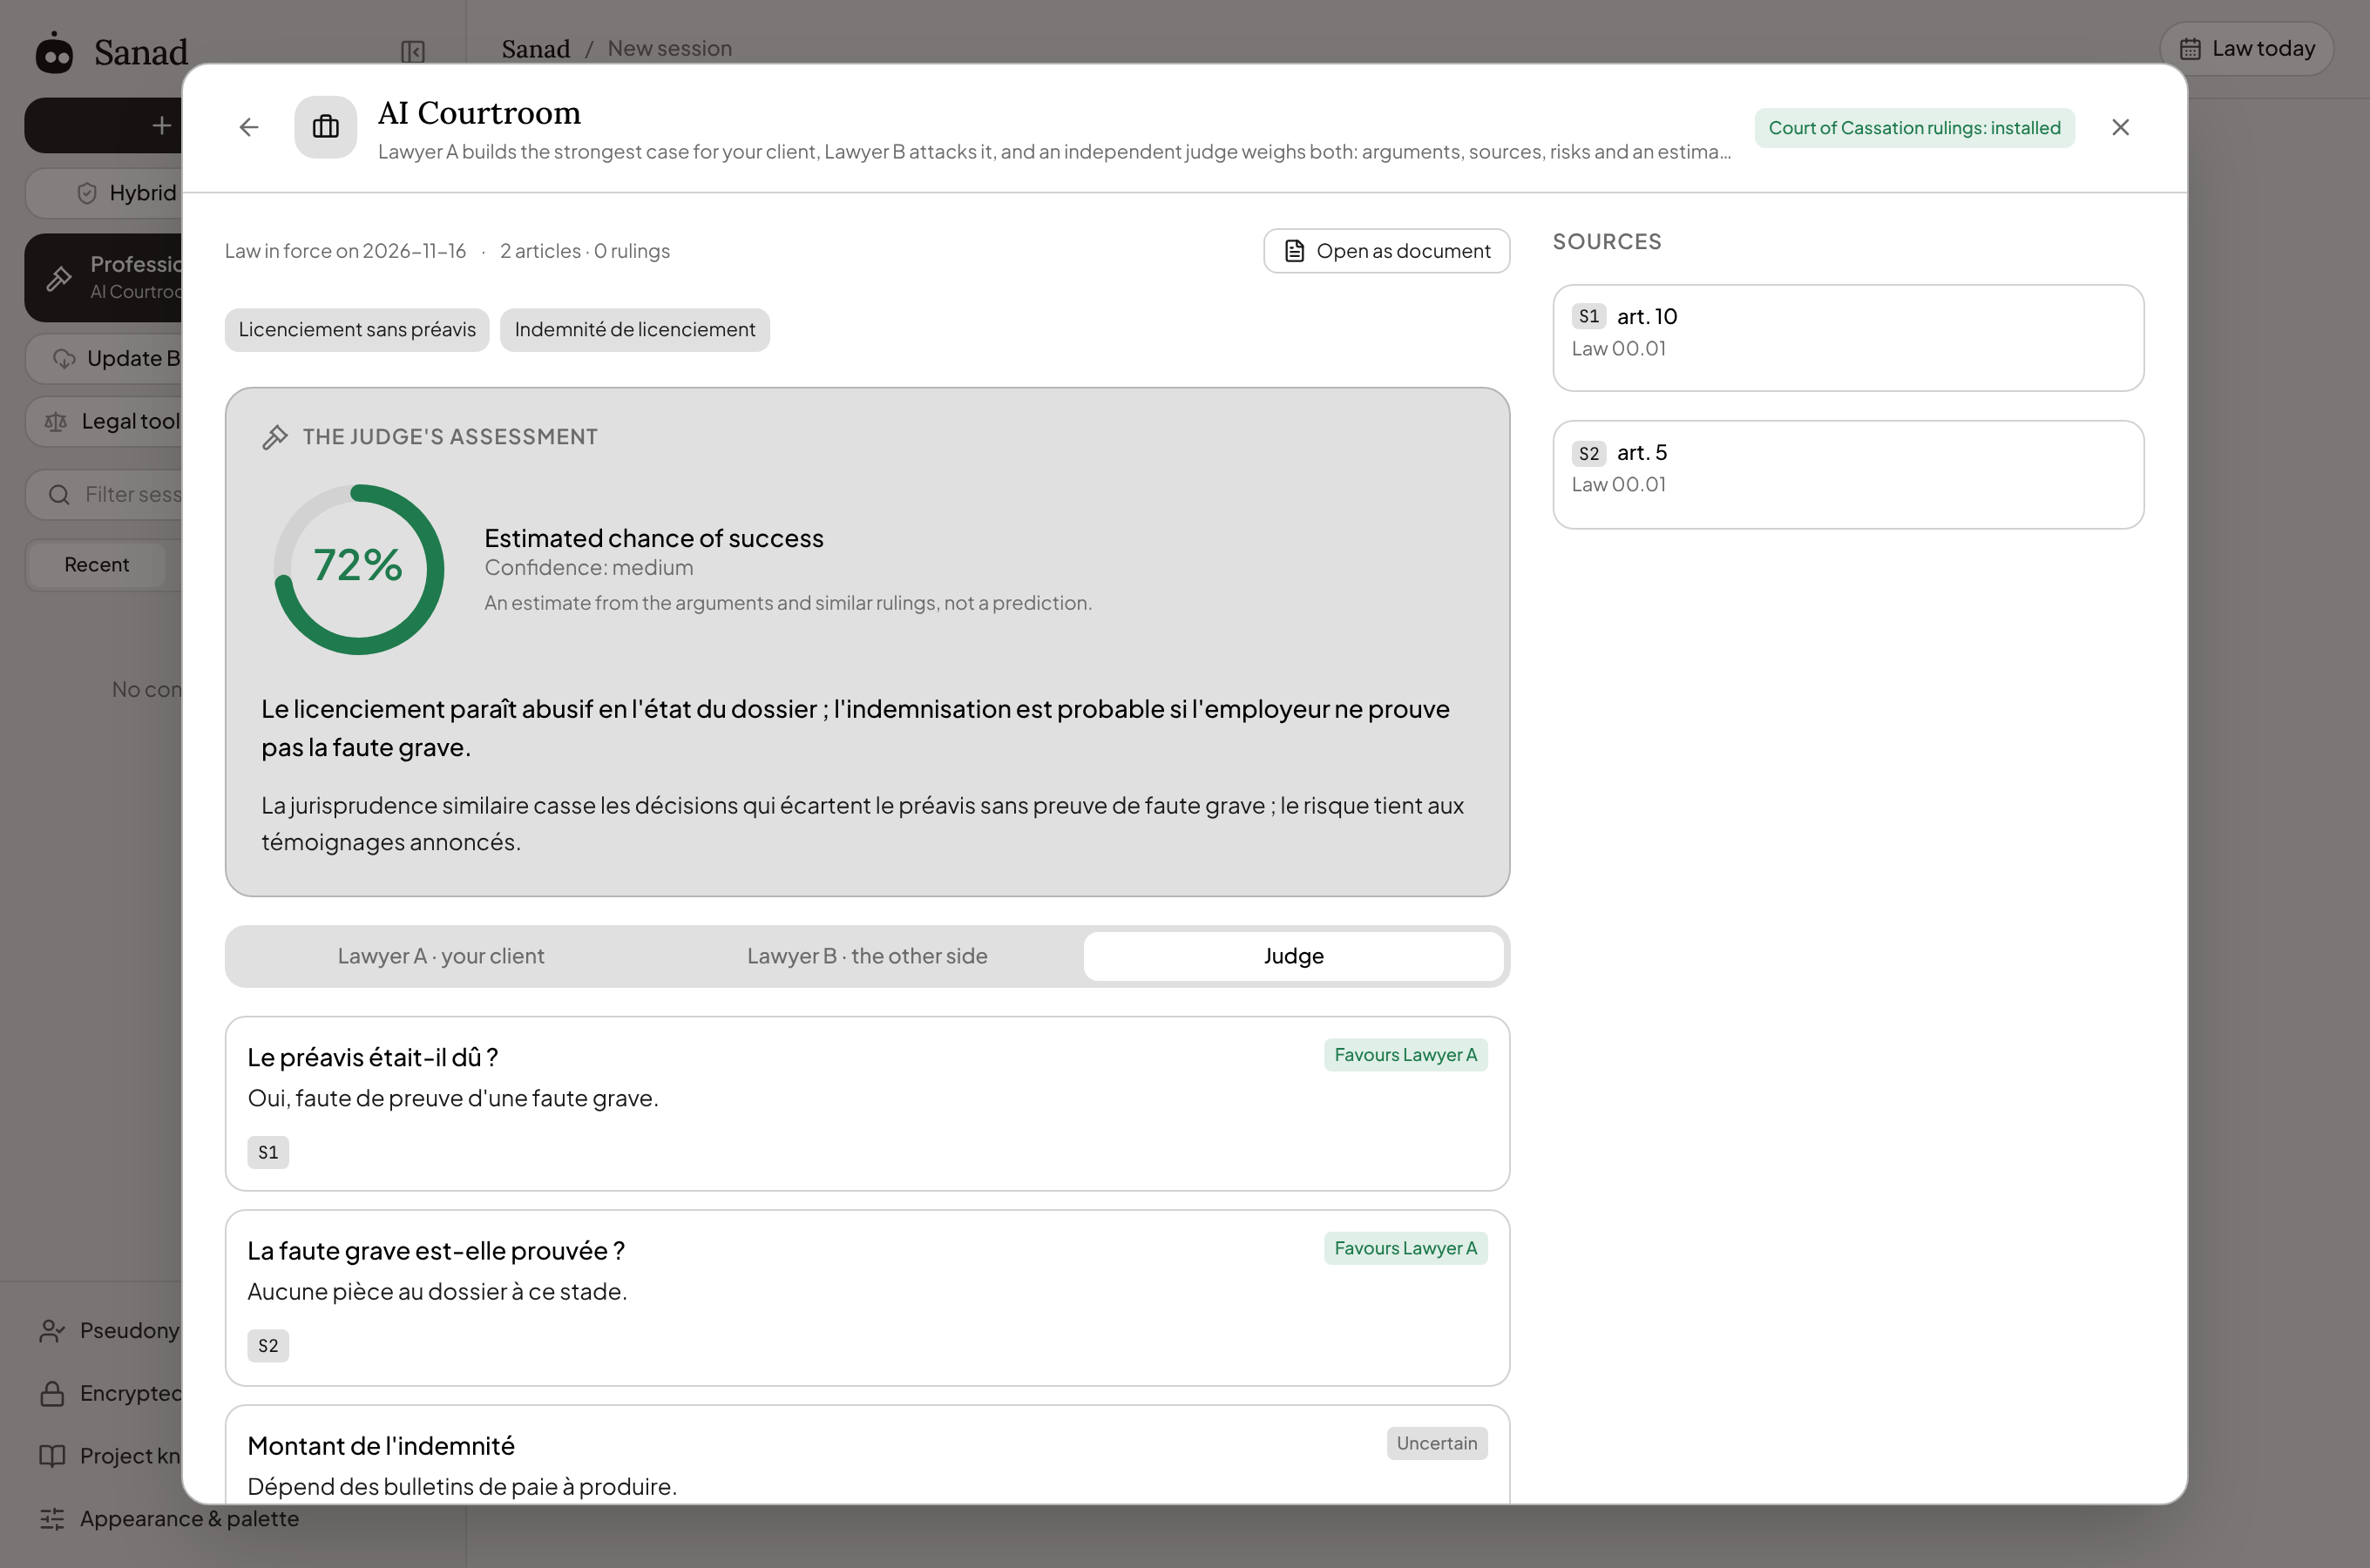 Sanad
Sanad / New session
Law today
Hybrid
Professio
AI Courtroo
Update B
Legal tool
Filter sess
Recent
No con
Pseudony
Encrypted
Project kn
Appearance & palette
AI Courtroom
Lawyer A builds the strongest case for your client, Lawyer B attacks it, and an independent judge weighs both: arguments, sources, risks and an estima…
Court of Cassation rulings: installed
Law in force on 2026-11-16 · 2 articles · 0 rulings
Open as document
Licenciement sans préavis
Indemnité de licenciement
THE JUDGE'S ASSESSMENT
72%
Estimated chance of success
Confidence: medium
An estimate from the arguments and similar rulings, not a prediction.
Le licenciement paraît abusif en l'état du dossier ; l'indemnisation est probable si l'employeur ne prouve
pas la faute grave.
La jurisprudence similaire casse les décisions qui écartent le préavis sans preuve de faute grave ; le risque tient aux
témoignages annoncés.
Lawyer A · your client
Lawyer B · the other side
Judge
Le préavis était-il dû ?
Favours Lawyer A
Oui, faute de preuve d'une faute grave.
S1
La faute grave est-elle prouvée ?
Favours Lawyer A
Aucune pièce au dossier à ce stade.
S2
Montant de l'indemnité
Uncertain
Dépend des bulletins de paie à produire.
SOURCES
S1 art. 10
Law 00.01
S2 art. 5
Law 00.01